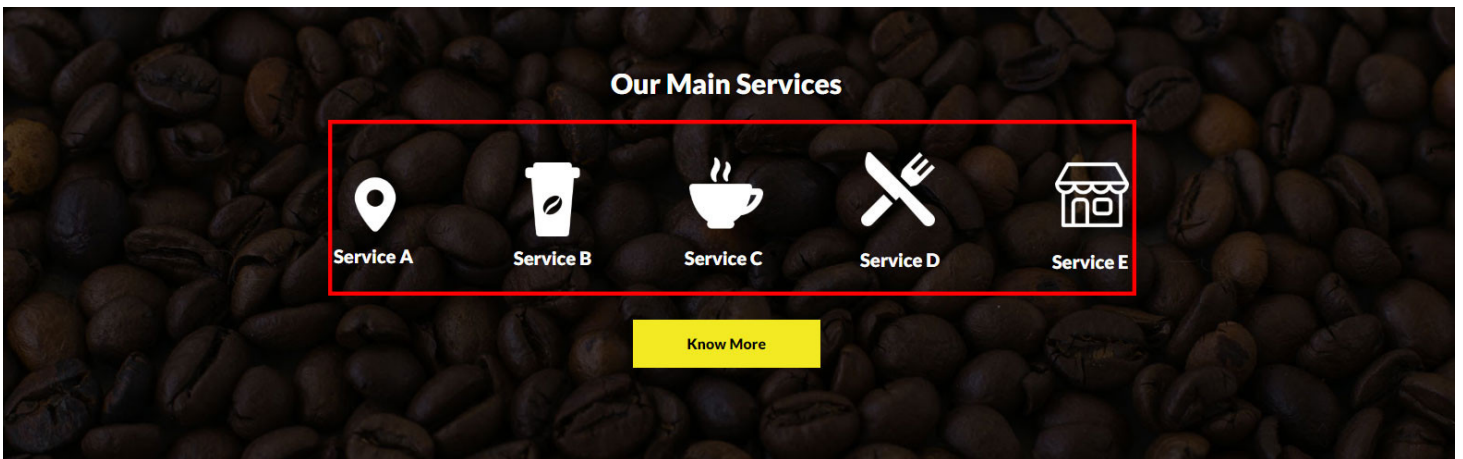 Our Main Services
Service A
Service B
Service C
Service D
Service E
Know More